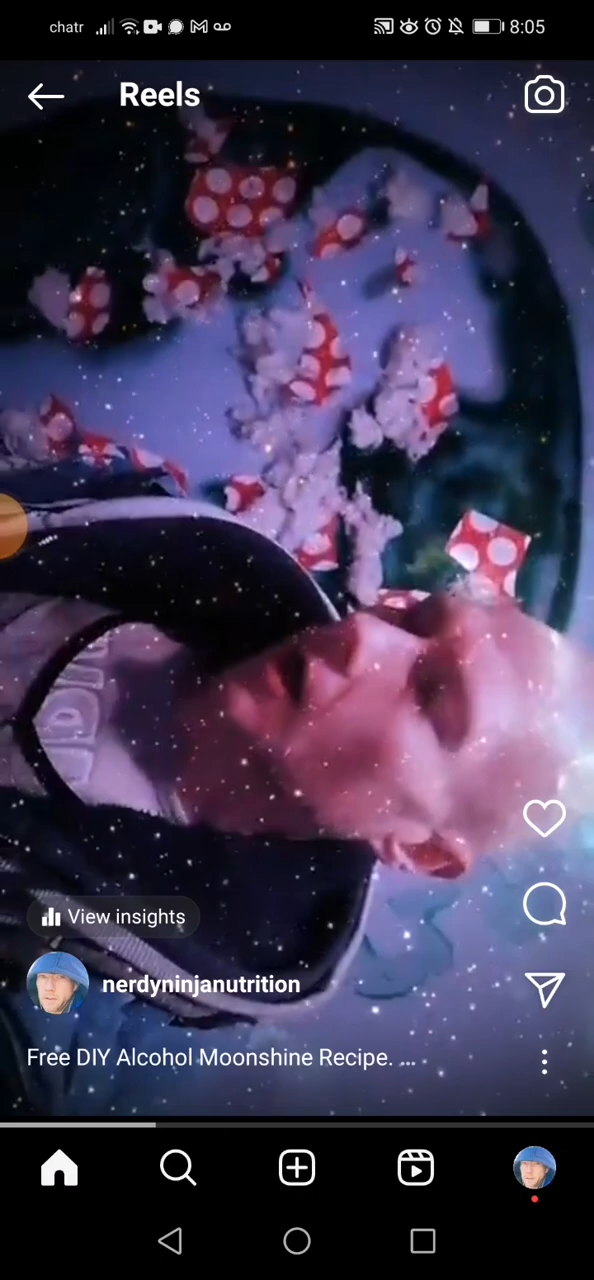 chatr 8:05
Reels
View insights
nerdyninjanutrition
Free DIY Alcohol Moonshine Recipe. ...